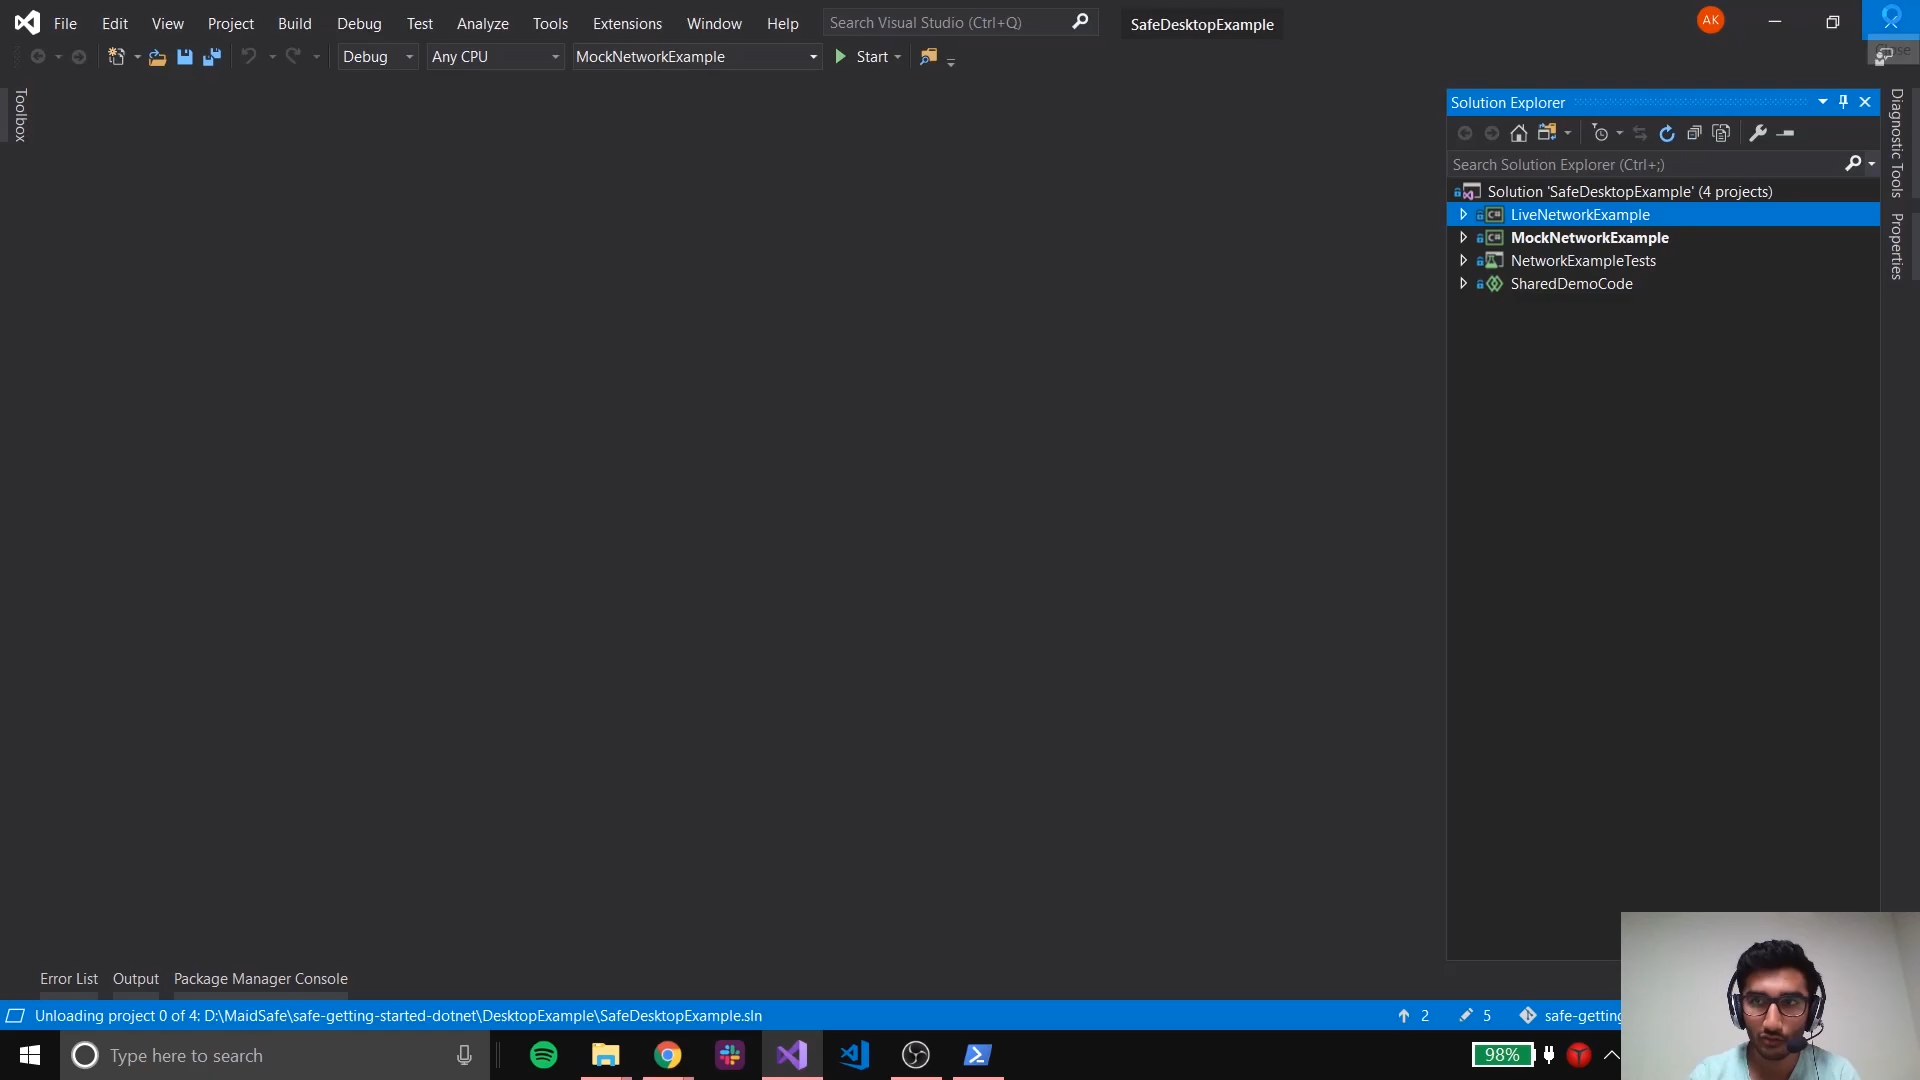 File Edit View Project Build Debug Test Analyze Tools Extensions Window Help Search Visual Studio (Ctrl+Q) SafeDesktopExample AK
Debug Any CPU MockNetworkExample Start Close
Toolbox
Solution Explorer
Search Solution Explorer (Ctrl+;)
Solution 'SafeDesktopExample' (4 projects)
LiveNetworkExample
MockNetworkExample
NetworkExampleTests
SharedDemoCode
Diagnostic Tools
Properties
Error List Output Package Manager Console
Unloading project 0 of 4: D:\MaidSafe\safe-getting-started-dotnet\DesktopExample\SafeDesktopExample.sln 2 5 safe-getting
Type here to search 98%